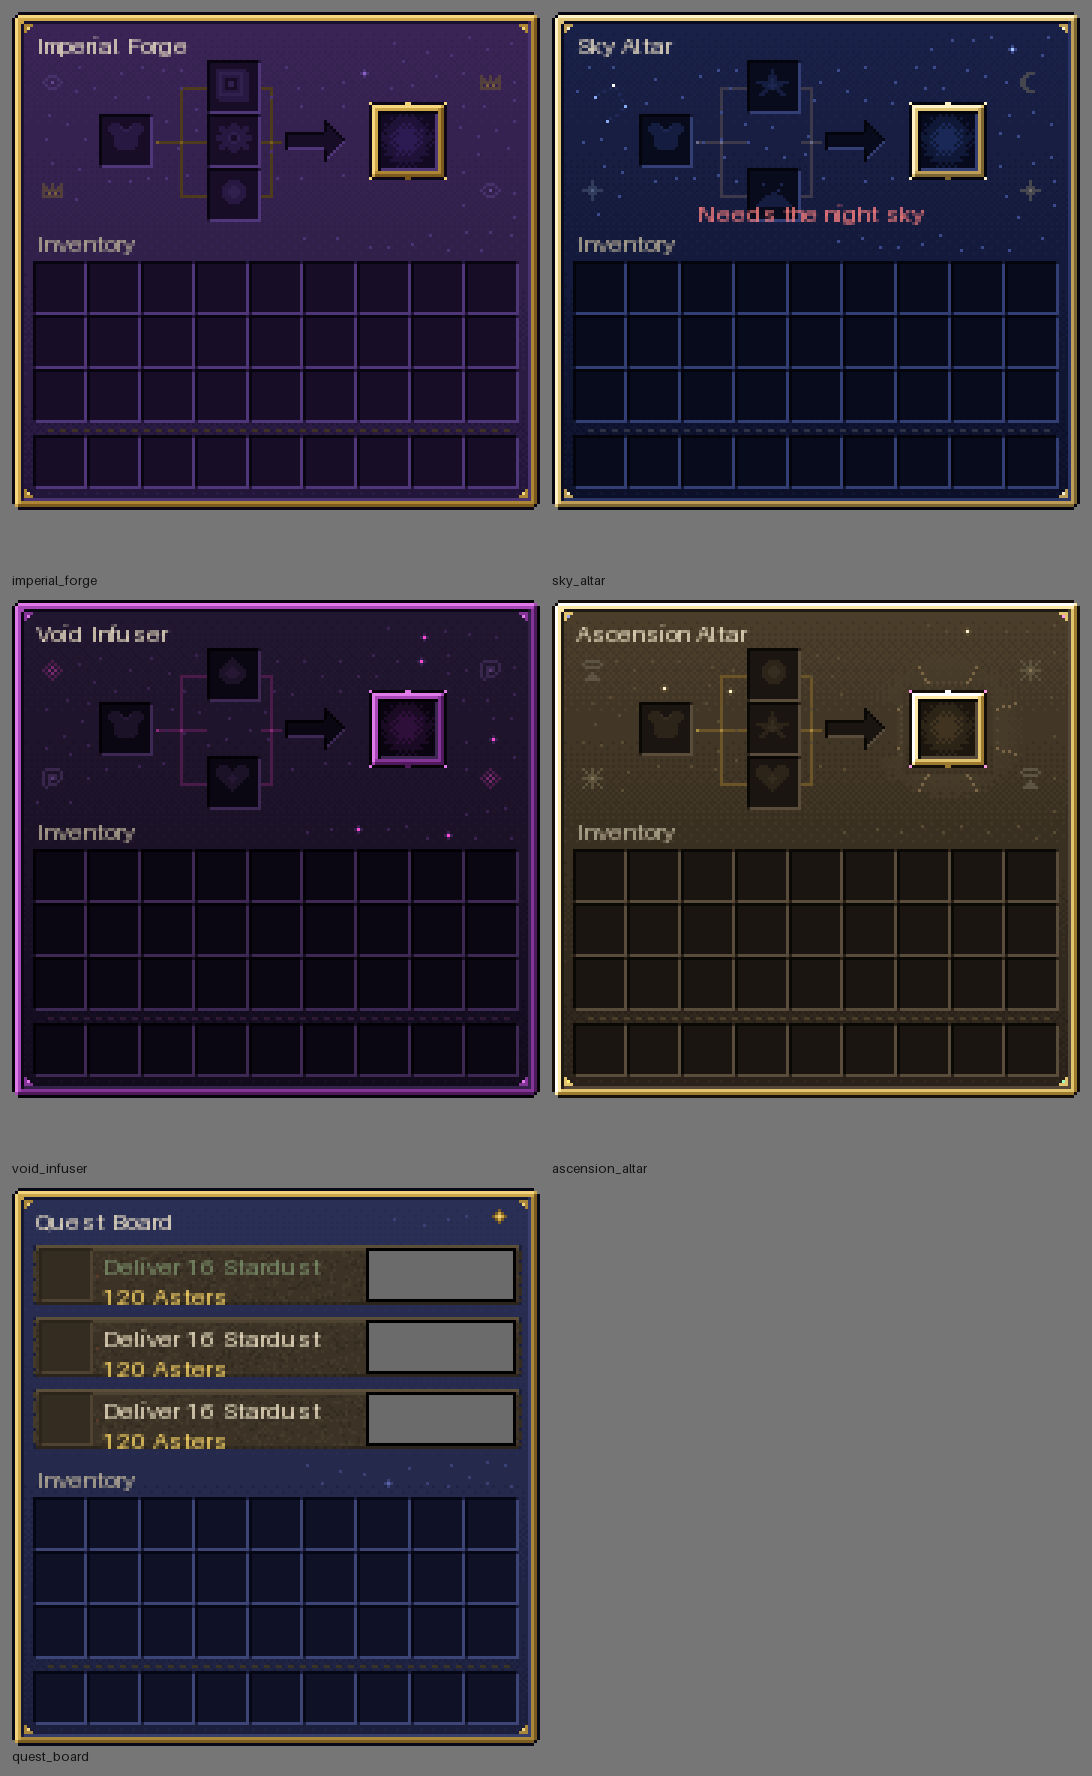 Imperial Forge
Inventory
imperial_forge
Sky Altar
Needs the night sky
Inventory
sky_altar
Void Infuser
Inventory
void_infuser
Ascension Altar
Inventory
ascension_altar
Quest Board
Deliver 16 Stardust
120 Asters
Deliver 16 Stardust
120 Asters
Deliver 16 Stardust
120 Asters
Inventory
quest_board